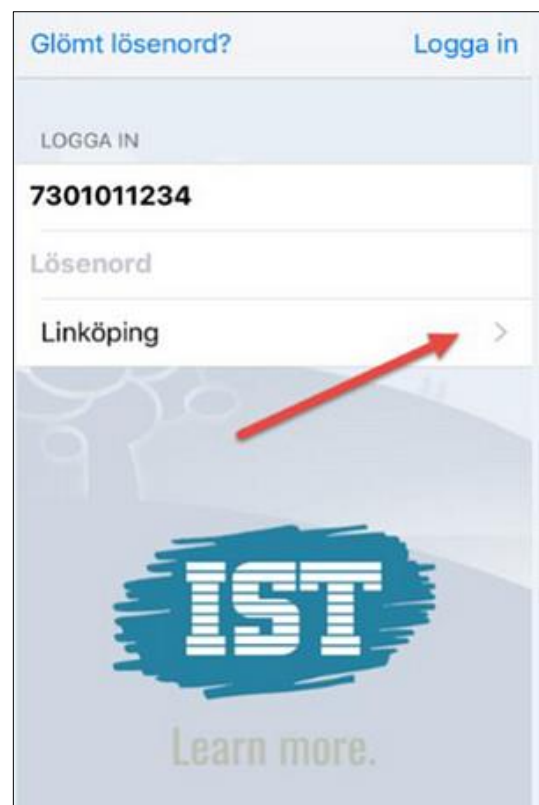 Glömt lösenord? Logga in
LOGGA IN
7301011234
Lösenord
Linköping
IST
Learn more.